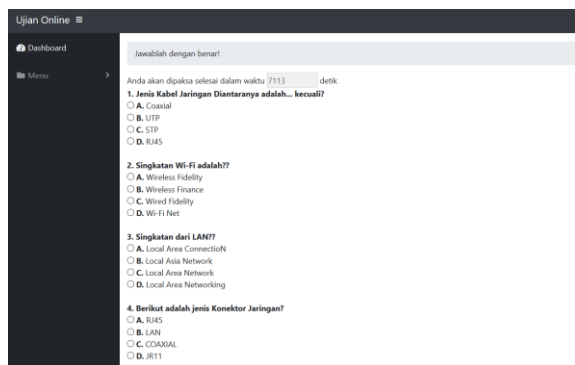 Ujian Online ≡
Dashboard
Menu
Jawablah dengan benar!
Anda akan dipaksa selesai dalam waktu 7113 detik
1. Jenis Kabel Jaringan Diantaranya adalah... kecuali?
A. Coaxial
B. UTP
C. STP
D. RJ45
2. Singkatan Wi-Fi adalah??
A. Wireless Fidelity
B. Wireless Finance
C. Wired Fidelity
D. Wi-Fi Net
3. Singkatan dari LAN??
A. Local Area ConnectioN
B. Local Asia Network
C. Local Area Network
D. Local Area Networking
4. Berikut adalah jenis Konektor Jaringan?
A. RJ45
B. LAN
C. COAXIAL
D. JR11